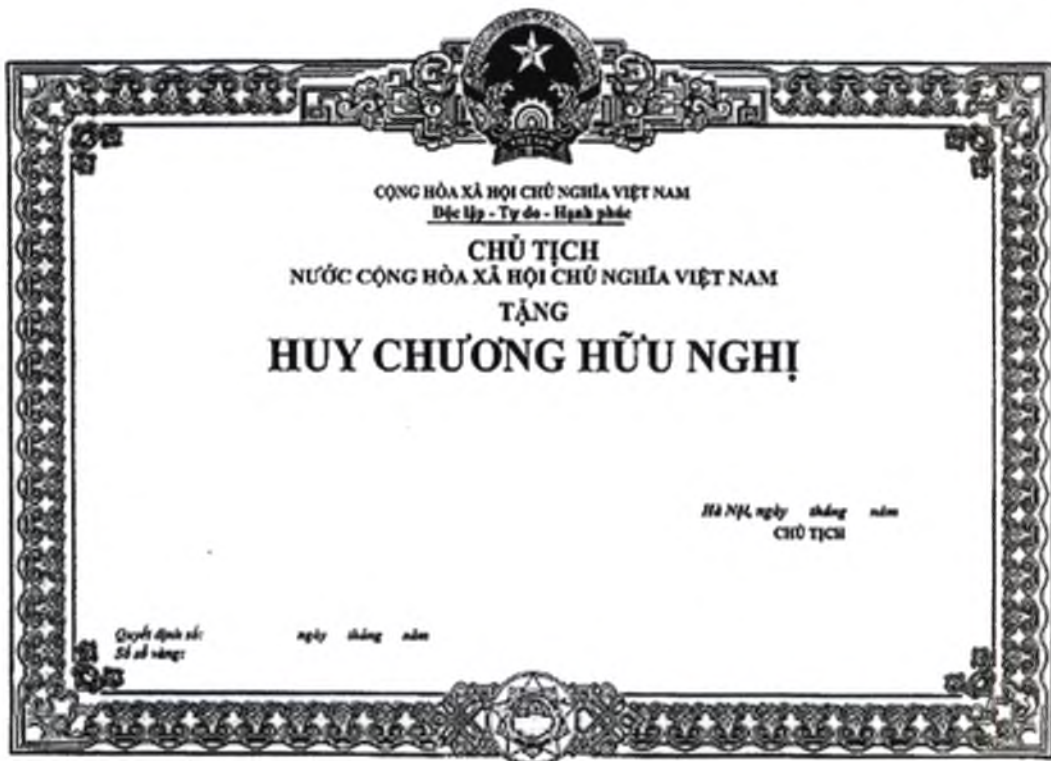 CỘNG HÒA XÃ HỘI CHỦ NGHĨA VIỆT NAM
Độc lập - Tự do - Hạnh phúc
CHỦ TỊCH
NƯỚC CỘNG HÒA XÃ HỘI CHỦ NGHĨA VIỆT NAM
TẶNG
HUY CHƯƠNG HỮU NGHỊ
Hà Nội, ngày tháng năm
CHỦ TỊCH
Quyết định số: ngày tháng năm
Số sổ vàng: